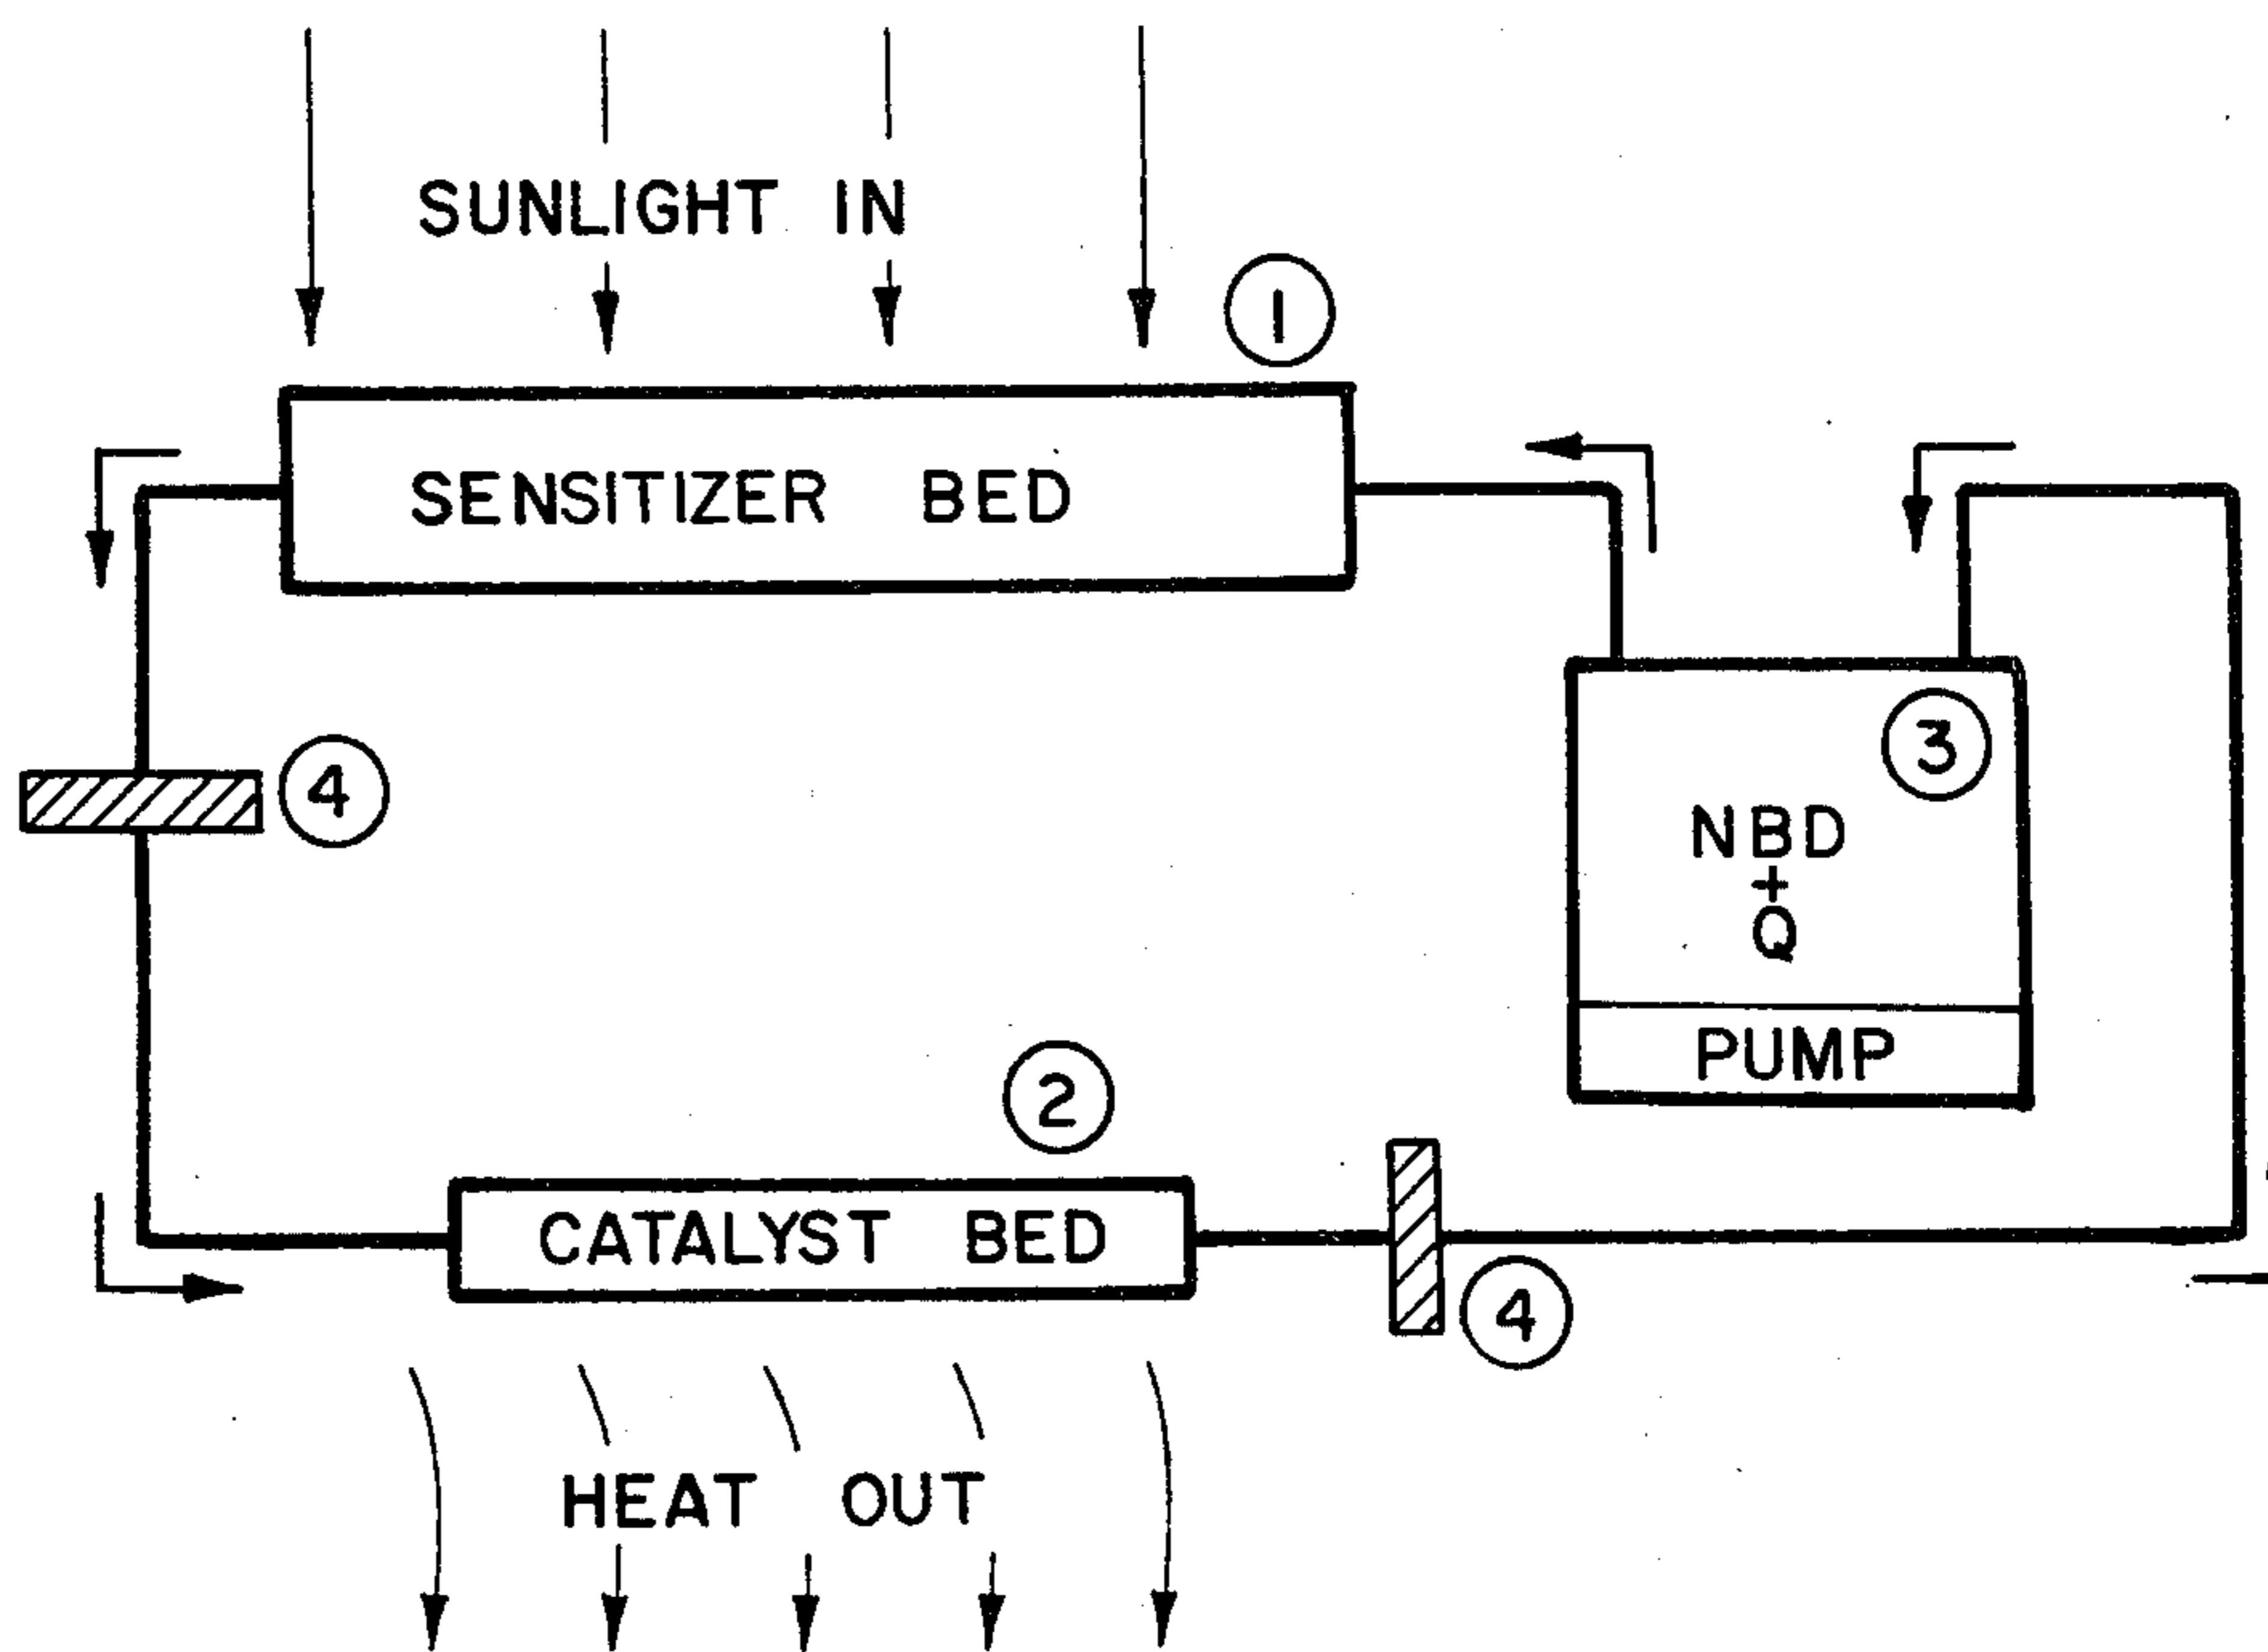 SUNLIGHT IN
1
SENSITIZER BED
4
3
NBD
+
Q
PUMP
2
CATALYST BED
4
HEAT OUT